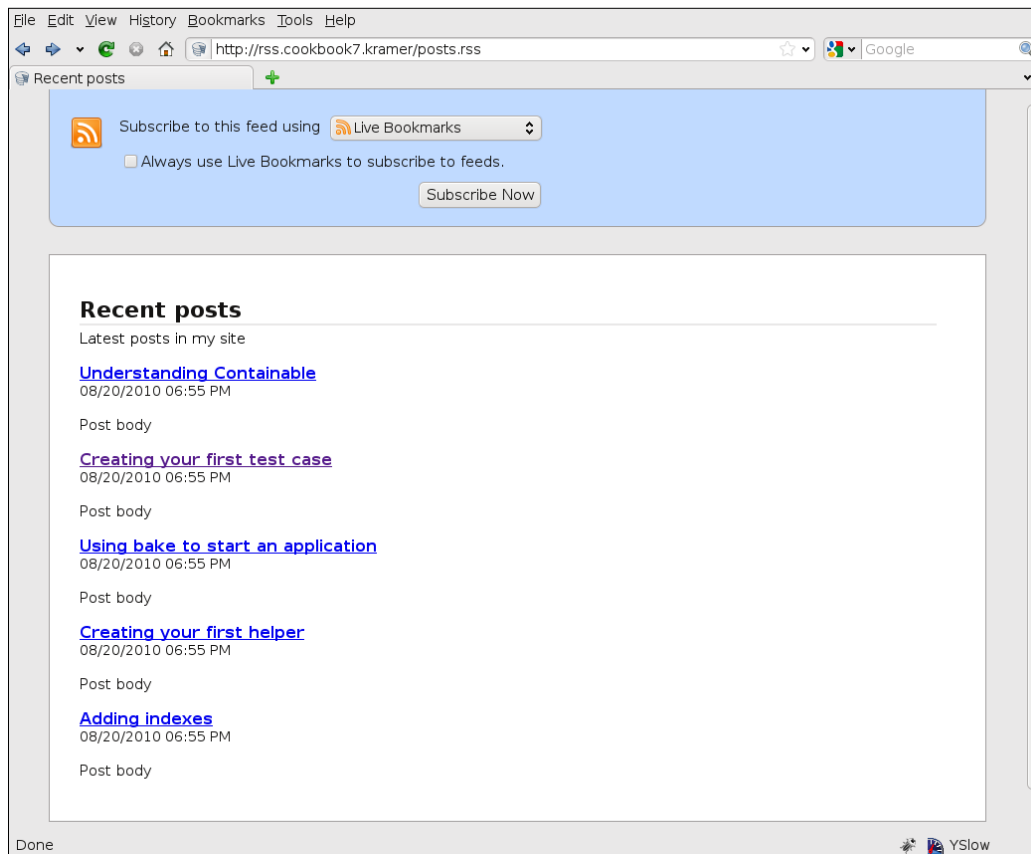 File Edit View History Bookmarks Tools Help
http://rss.cookbook7.kramer/posts.rss Google
Recent posts
Subscribe to this feed using Live Bookmarks
Always use Live Bookmarks to subscribe to feeds.
Subscribe Now
Recent posts
Latest posts in my site
Understanding Containable
08/20/2010 06:55 PM
Post body
Creating your first test case
08/20/2010 06:55 PM
Post body
Using bake to start an application
08/20/2010 06:55 PM
Post body
Creating your first helper
08/20/2010 06:55 PM
Post body
Adding indexes
08/20/2010 06:55 PM
Post body
Done YSlow